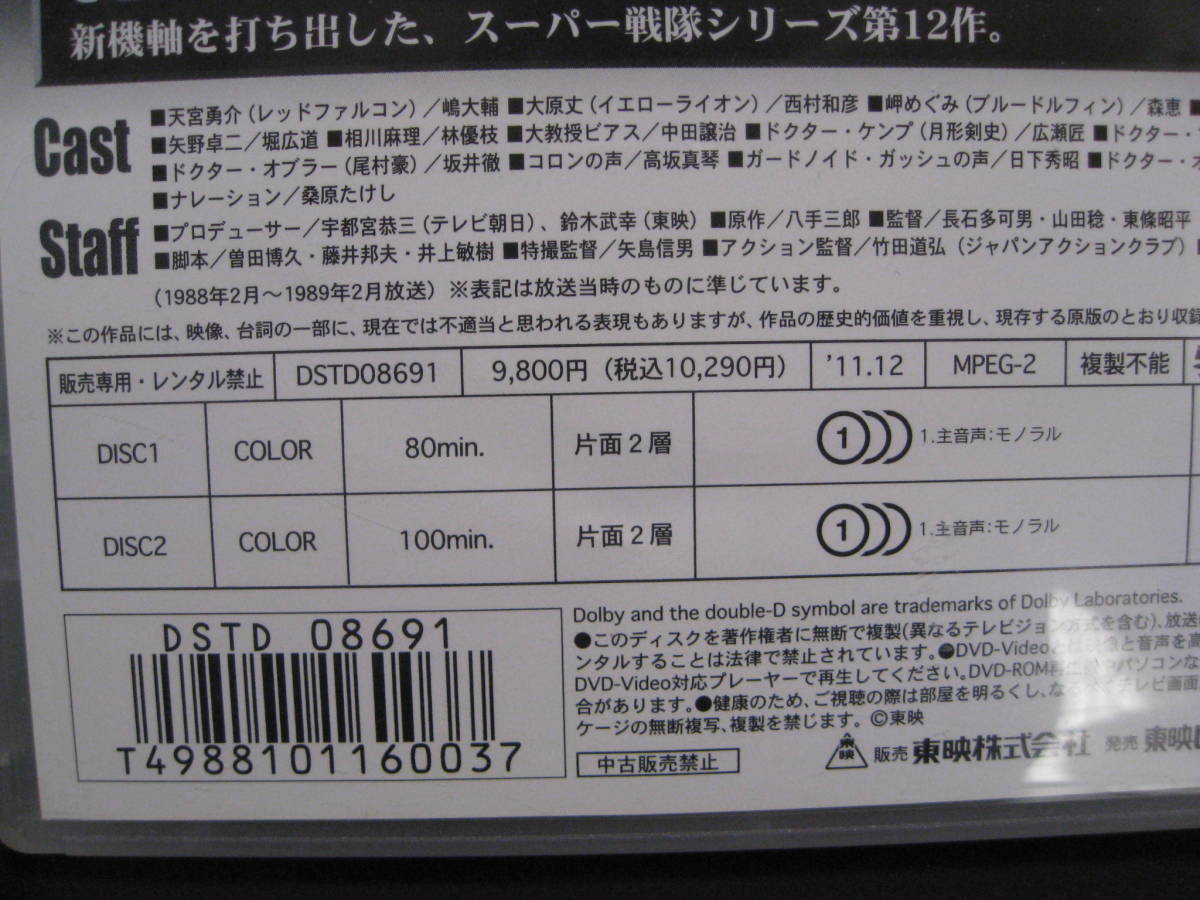 新機軸を打ち出した、スーパー戦隊シリーズ第12作。
Cast
■天宮勇介(レッドファルコン)/嶋大輔 ■大原丈(イエローライオン)/西村和彦 ■岬めぐみ(ブルードルフィン)/森恵
■矢野卓二/堀広道 ■相川麻理/林優枝 ■大教授ビアス/中田譲治 ■ドクター・ケンプ(月形剣史)/広瀬匠 ■ドクター・
■ドクター・オブラー(尾村豪)/坂井徹 ■コロンの声/高坂真琴 ■ガードノイド・ガッシュの声/日下秀昭 ■ドクター・オ
■ナレーション/桑原たけし
Staff
■プロデューサー/宇都宮恭三(テレビ朝日)、鈴木武幸(東映) ■原作/八手三郎 ■監督/長石多可男・山田稔・東條昭平
■脚本/曽田博久・藤井邦夫・井上敏樹 ■特撮監督/矢島信男 ■アクション監督/竹田道弘(ジャパンアクションクラブ)
(1988年2月〜1989年2月放送) ※表記は放送当時のものに準じています。
※この作品には、映像、台詞の一部に、現在では不適当と思われる表現もありますが、作品の歴史的価値を重視し、現存する原版のとおり収録
販売専用・レンタル禁止 DSTD08691 9,800円(税込10,290円) '11.12 MPEG-2 複製不能
DISC1 COLOR 80min. 片面2層 1 1.主音声:モノラル
DISC2 COLOR 100min. 片面2層 1 1.主音声:モノラル
DSTD 08691
T4988101160037
Dolby and the double-D symbol are trademarks of Dolby Laboratories.
●このディスクを著作権者に無断で複製(異なるテレビジョン方式を含む)、放送
ンタルすることは法律で禁止されています。●DVD-Videoと
DVD-Video対応プレーヤーで再生してください。DVD-ROM
合があります。●健康のため、ご視聴の際は部屋を明るくし、
ケージの無断複写、複製を禁じます。 ©東映
中古販売禁止
東映 販売 東映株式会社 発売 東映